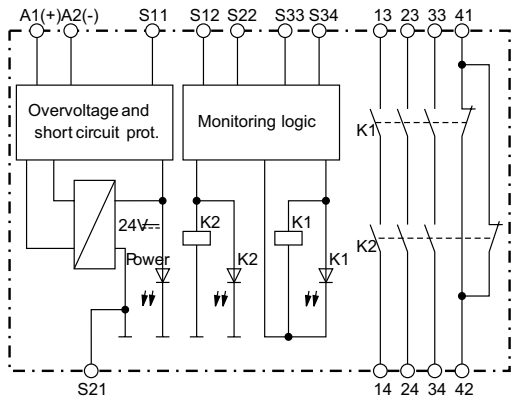 A1(+) A2(-) S11 S12 S22 S33 S34 13 23 33 41
Overvoltage and
short circuit prot.
Monitoring logic
K1
24V
K2
K1
Power
K2
K1
K2
S21
14 24 34 42